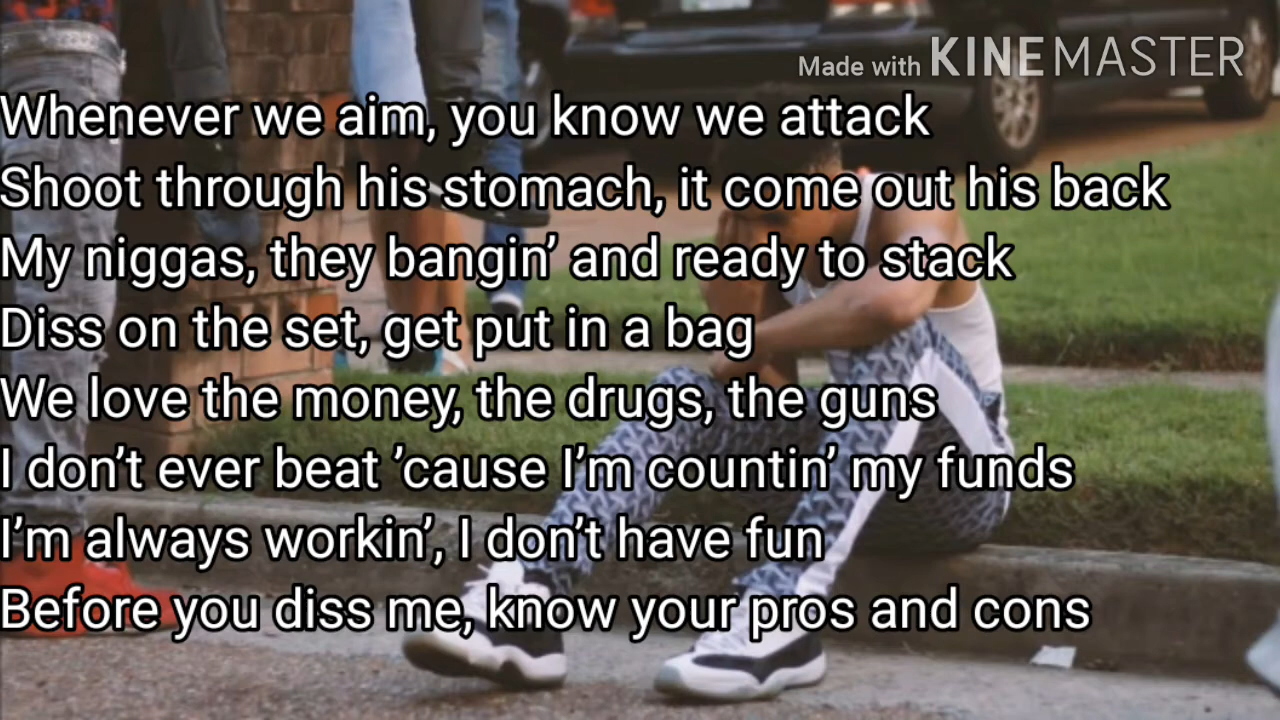 Made with KINEMASTER
Whenever we aim, you know we attack
Shoot through his stomach, it come out his back
My niggas, they bangin’ and ready to stack
Diss on the set, get put in a bag
We love the money, the drugs, the guns
I don’t ever beat ’cause I’m countin’ my funds
I’m always workin’, I don’t have fun
Before you diss me, know your pros and cons